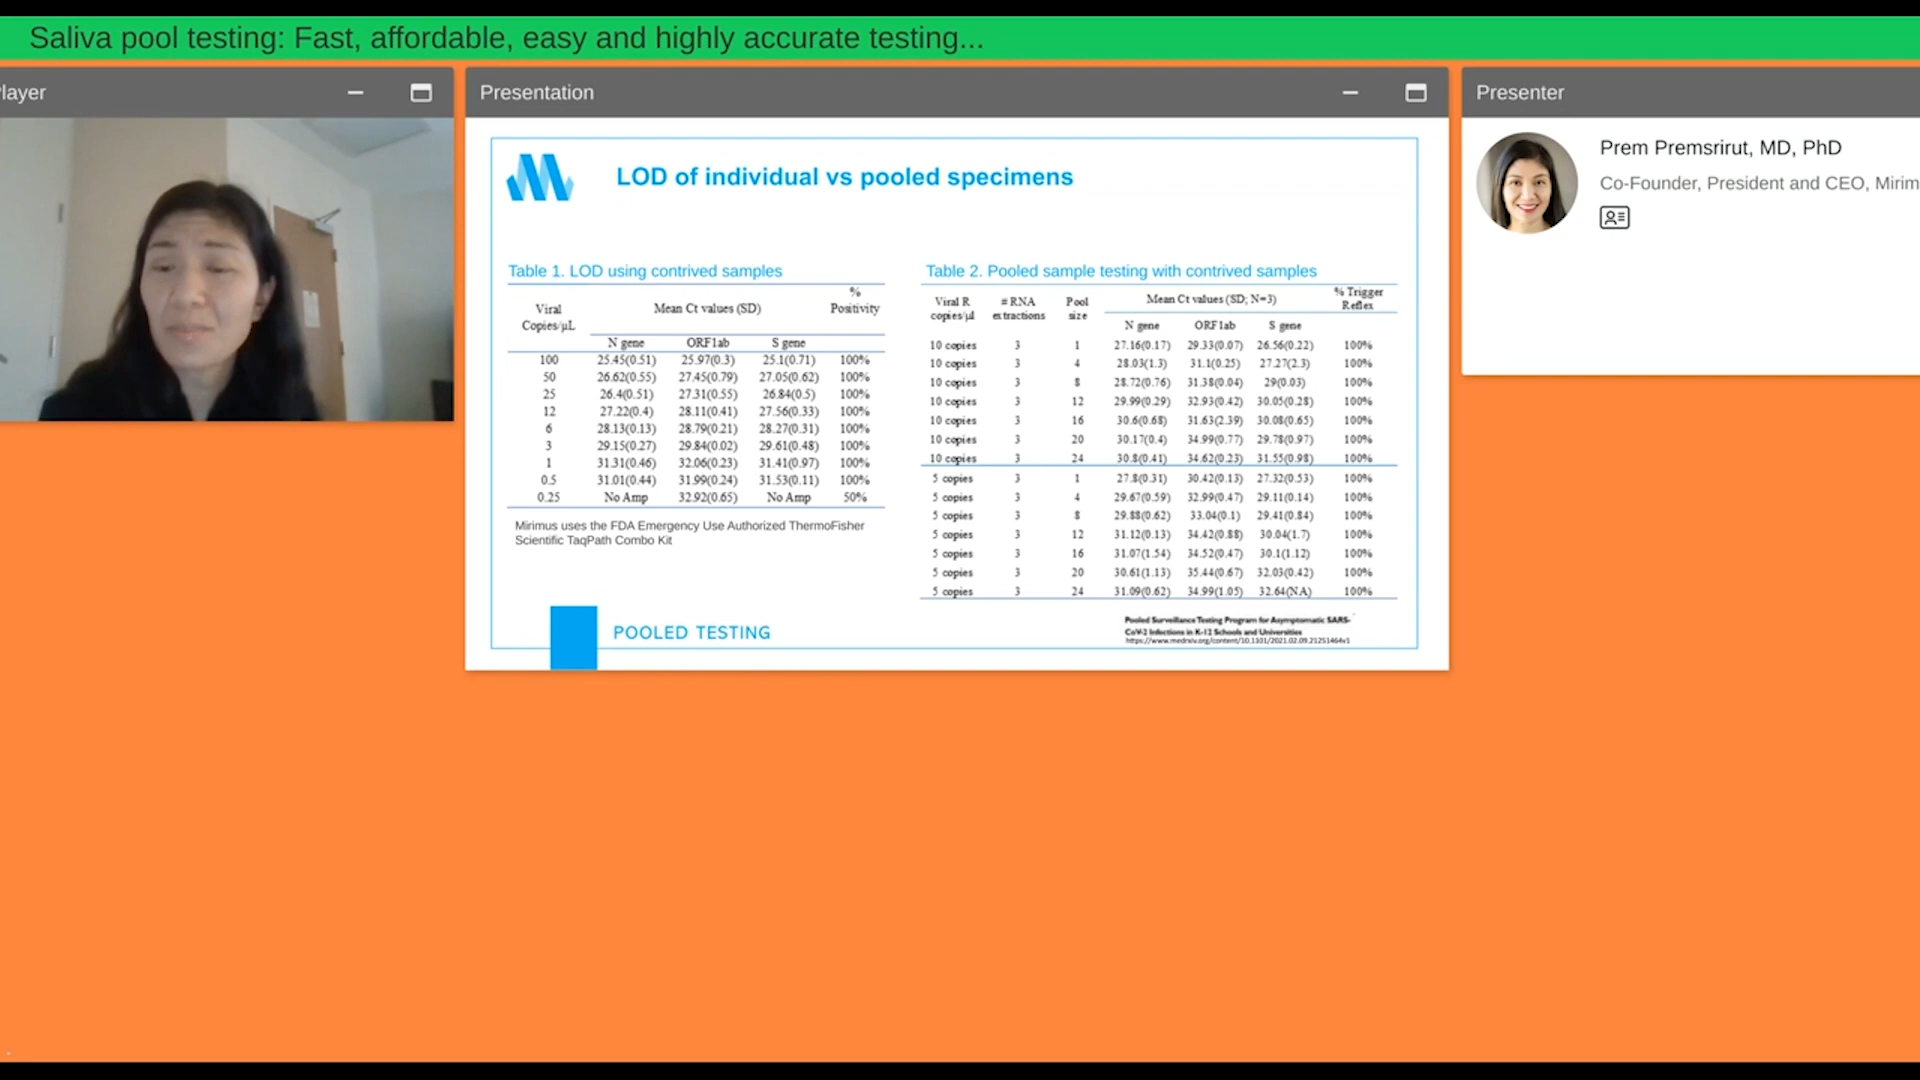 Saliva pool testing: Fast, affordable, easy and highly accurate testing...
layer
Presentation
Presenter
Prem Premsrirut, MD, PhD
Co-Founder, President and CEO, Mirim
LOD of individual vs pooled specimens
Table 1. LOD using contrived samples
Viral Copies/μL Mean Ct values (SD) % Positivity
N gene ORF1ab S gene
100 25.45(0.51) 25.97(0.3) 25.1(0.71) 100%
50 26.62(0.55) 27.45(0.79) 27.05(0.62) 100%
25 26.4(0.51) 27.31(0.55) 26.84(0.5) 100%
12 27.22(0.4) 28.11(0.41) 27.56(0.33) 100%
6 28.13(0.13) 28.79(0.21) 28.27(0.31) 100%
3 29.15(0.27) 29.84(0.02) 29.61(0.48) 100%
1 31.31(0.46) 32.06(0.23) 31.41(0.97) 100%
0.5 31.01(0.44) 31.99(0.24) 31.53(0.11) 100%
0.25 No Amp 32.92(0.65) No Amp 50%
Mirimus uses the FDA Emergency Use Authorized ThermoFisher
Scientific TaqPath Combo Kit
Table 2. Pooled sample testing with contrived samples
Viral R copies/μl # RNA extractions Pool size Mean Ct values (SD; N=3) % Trigger Reflex
N gene ORF1ab S gene
10 copies 3 1 27.16(0.17) 29.33(0.07) 26.56(0.22) 100%
10 copies 3 4 28.03(1.3) 31.1(0.25) 27.27(2.3) 100%
10 copies 3 8 28.72(0.76) 31.38(0.04) 29(0.03) 100%
10 copies 3 12 29.99(0.29) 32.93(0.42) 30.05(0.28) 100%
10 copies 3 16 30.6(0.68) 31.63(2.39) 30.08(0.65) 100%
10 copies 3 20 30.17(0.4) 34.99(0.77) 29.78(0.97) 100%
10 copies 3 24 30.8(0.41) 34.62(0.23) 31.55(0.98) 100%
5 copies 3 1 27.8(0.31) 30.42(0.13) 27.32(0.53) 100%
5 copies 3 4 29.67(0.59) 32.99(0.47) 29.11(0.14) 100%
5 copies 3 8 29.88(0.62) 33.04(0.1) 29.41(0.84) 100%
5 copies 3 12 31.12(0.13) 34.42(0.88) 30.04(1.7) 100%
5 copies 3 16 31.07(1.54) 34.52(0.47) 30.1(1.12) 100%
5 copies 3 20 30.61(1.13) 35.44(0.67) 32.03(0.42) 100%
5 copies 3 24 31.09(0.62) 34.99(1.05) 32.64(NA) 100%
POOLED TESTING
Pooled Surveillance Testing Program for Asymptomatic SARS-
CoV-2 Infections in K-12 Schools and Universities
https://www.medrxiv.org/content/10.1101/2021.02.09.21251464v1